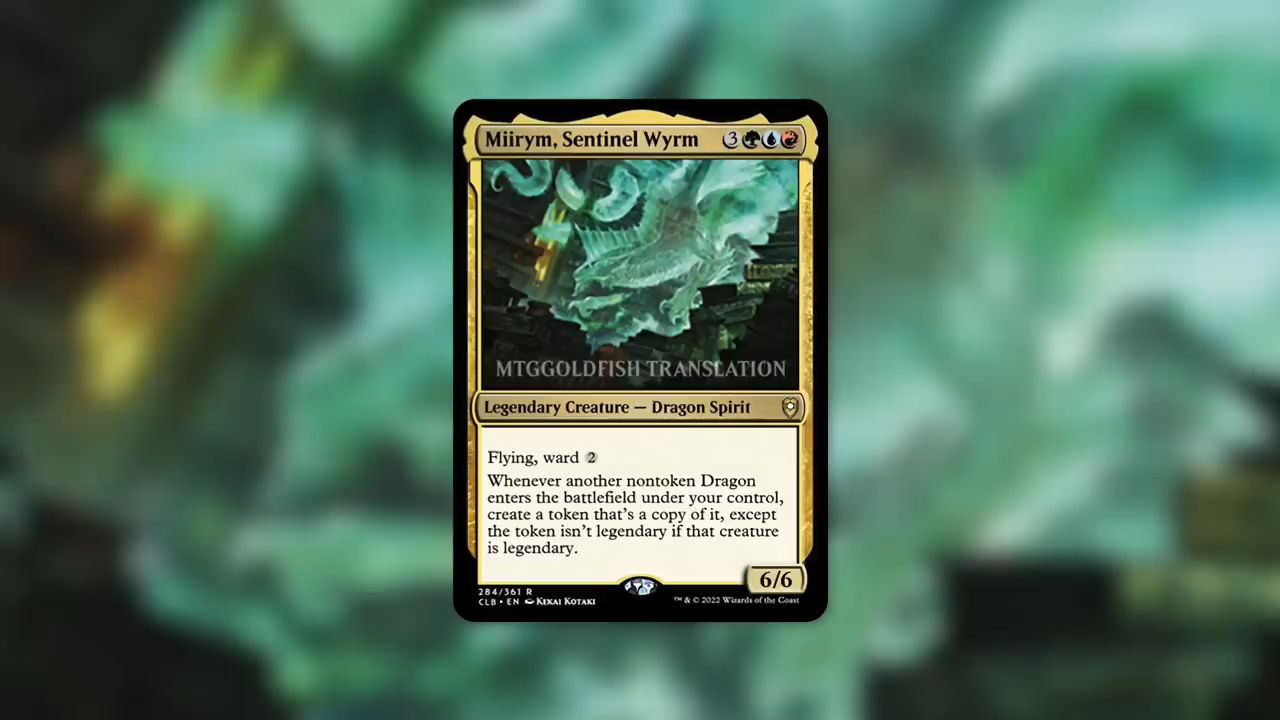 Miirym, Sentinel Wyrm 3
MTGGOLDFISH TRANSLATION
Legendary Creature — Dragon Spirit
Flying, ward 2
Whenever another nontoken Dragon
enters the battlefield under your control,
create a token that's a copy of it, except
the token isn't legendary if that creature
is legendary.
6/6
284/361 R
CLB • EN Kekai Kotaki
™ & © 2022 Wizards of the Coast